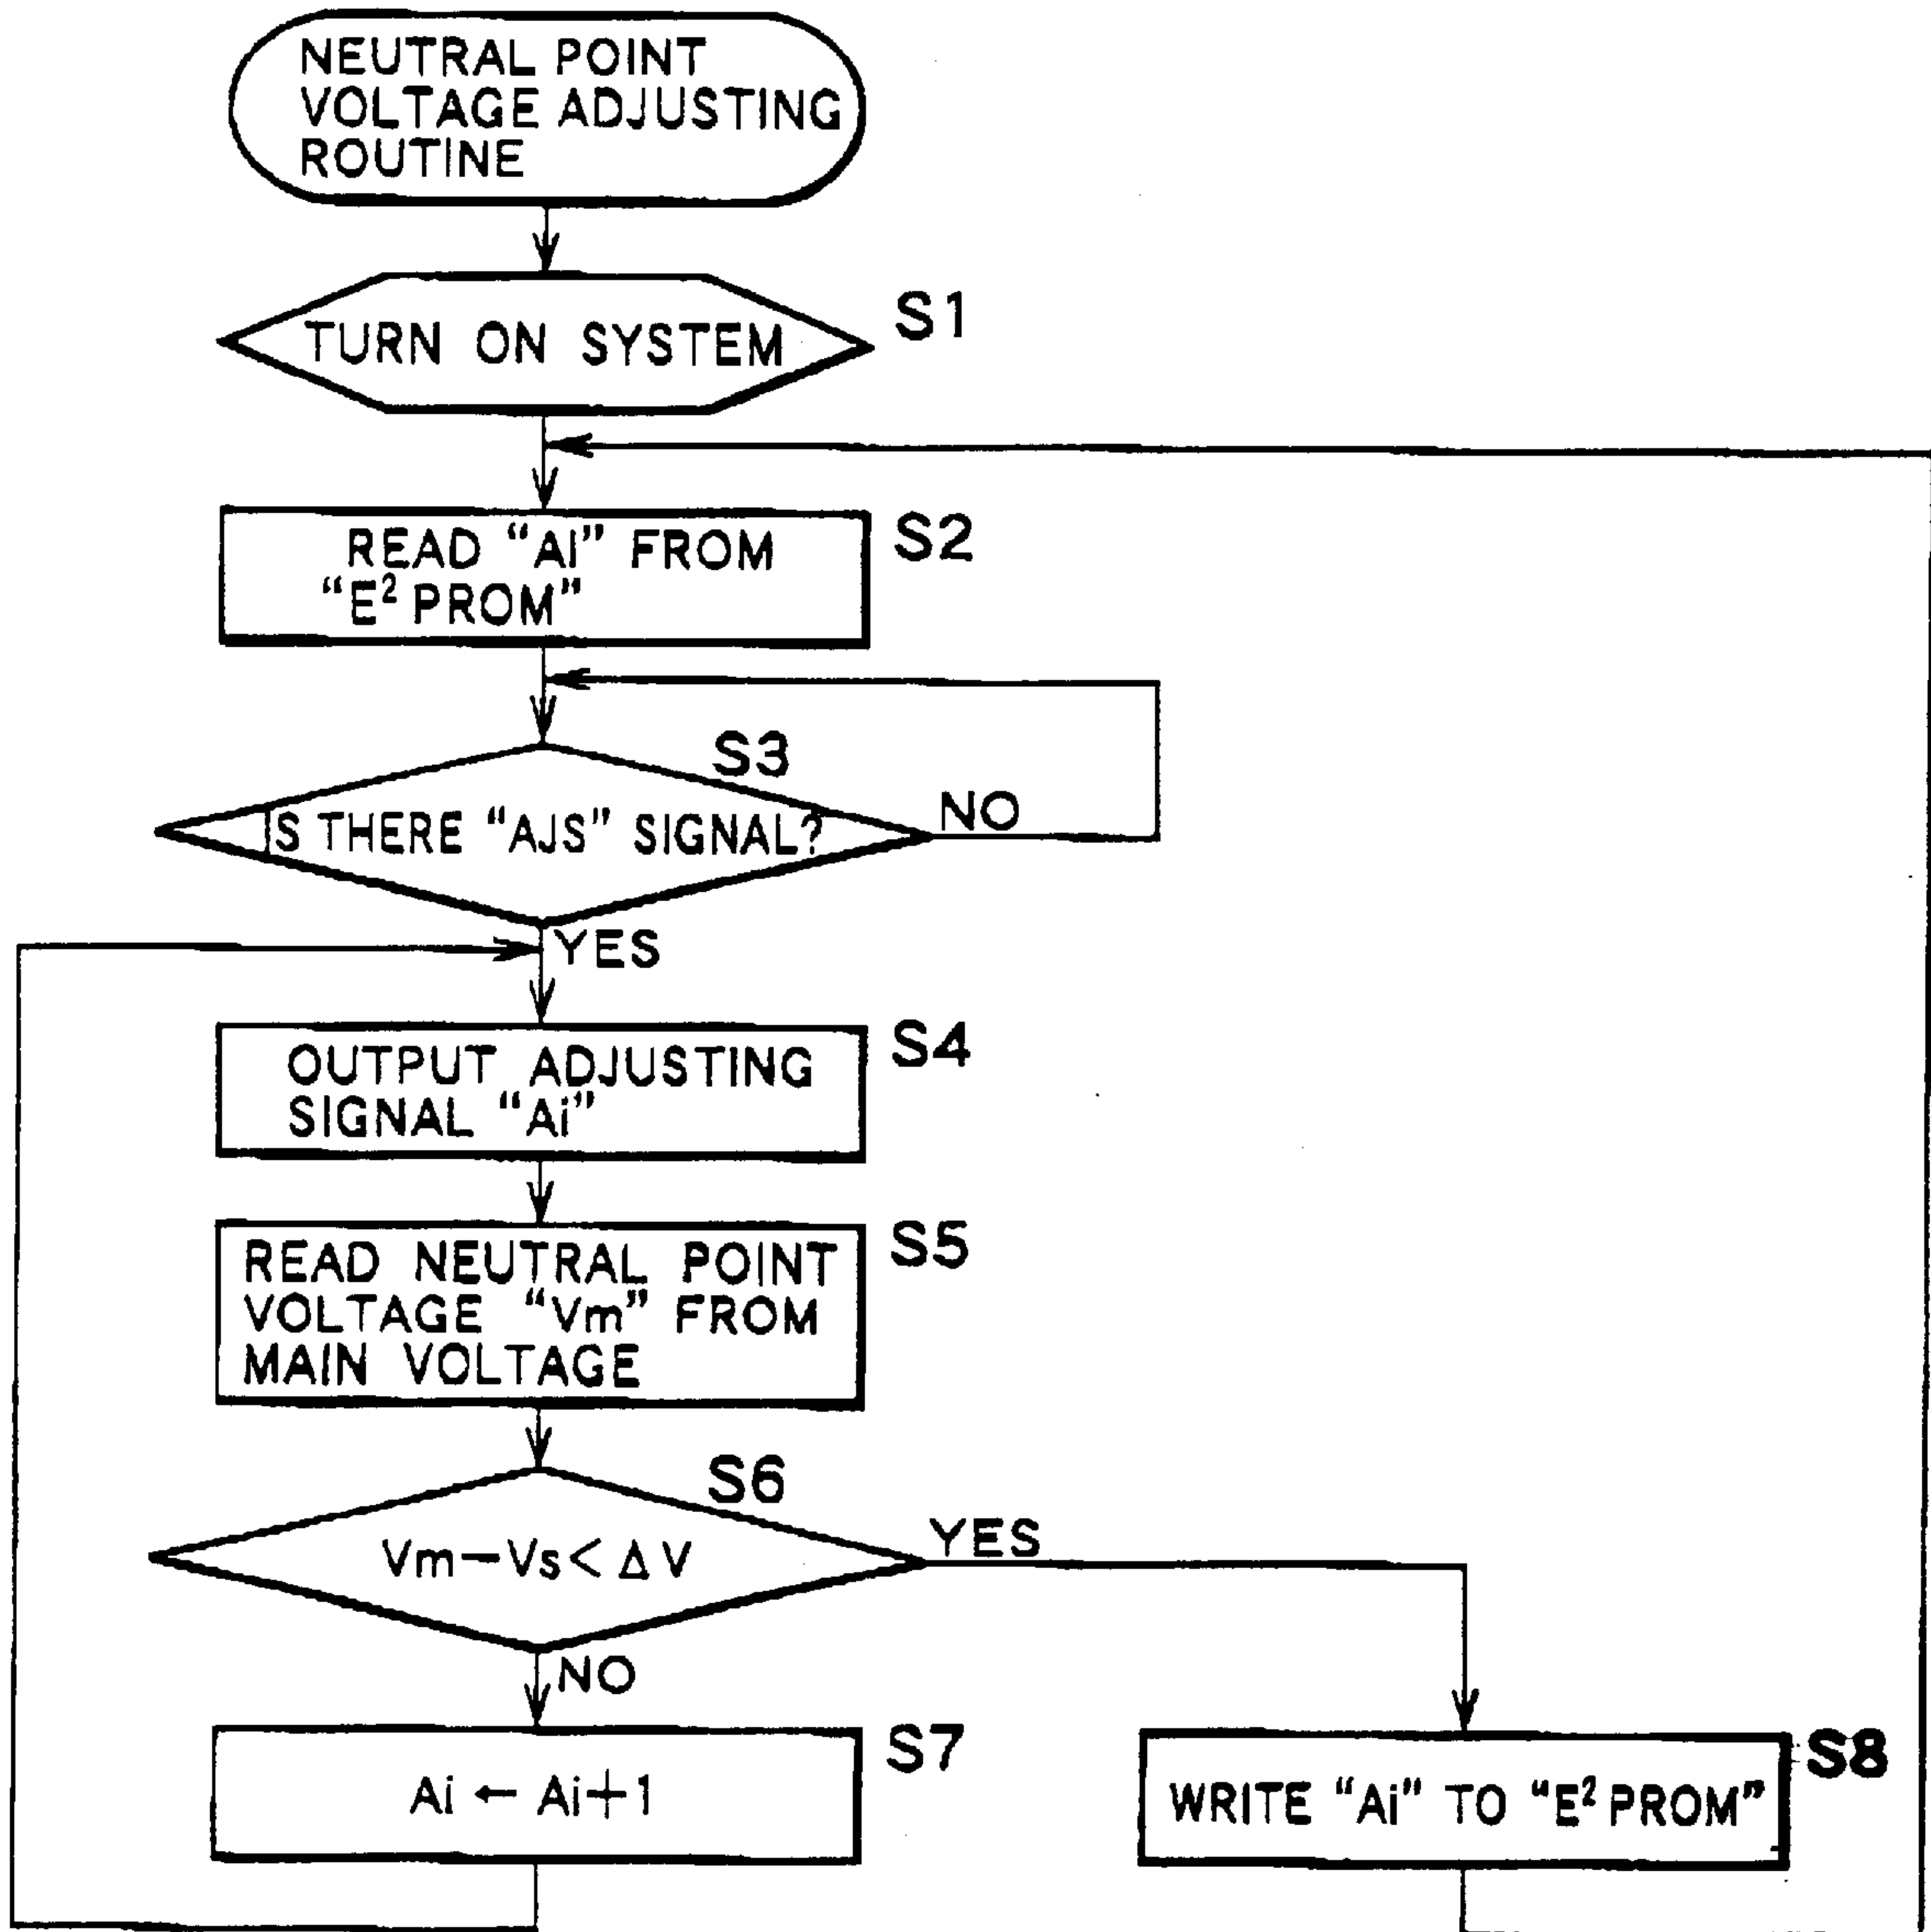 NEUTRAL POINT
VOLTAGE ADJUSTING
ROUTINE
TURN ON SYSTEM
S1
READ “Ai” FROM
“E² PROM”
S2
S3
IS THERE “AJS” SIGNAL?
NO
YES
OUTPUT ADJUSTING
SIGNAL “Ai”
S4
READ NEUTRAL POINT
VOLTAGE “Vm” FROM
MAIN VOLTAGE
S5
S6
Vm−Vs< Δ V
YES
NO
Ai ← Ai+1
S7
WRITE “Ai” TO “E² PROM”
S8